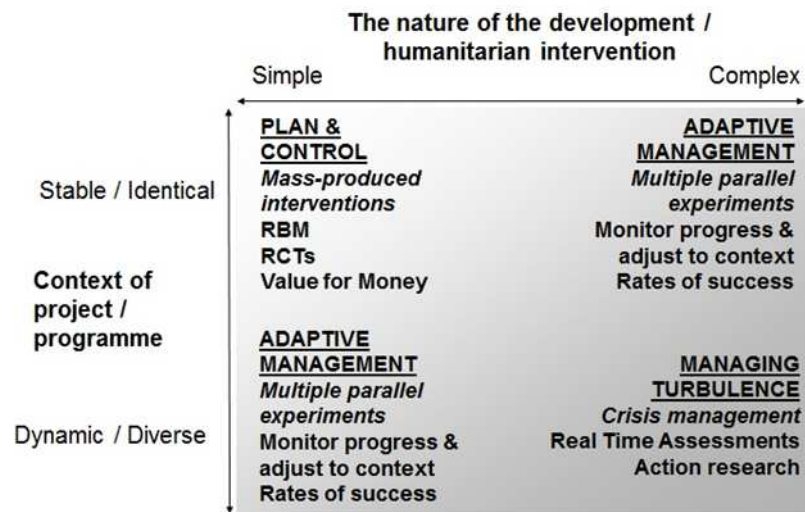 The nature of the development /
humanitarian intervention
Simple
Complex
Stable / Identical
Context of
project /
programme
Dynamic / Diverse
PLAN &
CONTROL
Mass-produced
interventions
RBM
RCTs
Value for Money
ADAPTIVE
MANAGEMENT
Multiple parallel
experiments
Monitor progress &
adjust to context
Rates of success
ADAPTIVE
MANAGEMENT
Multiple parallel
experiments
Monitor progress &
adjust to context
Rates of success
MANAGING
TURBULENCE
Crisis management
Real Time Assessments
Action research